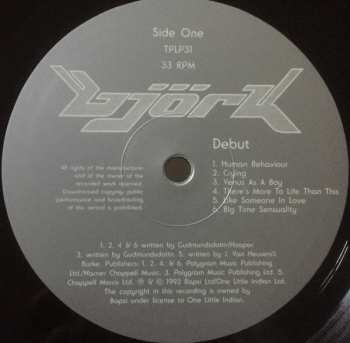 Side One
TPLP31
33 RPM
björk
Debut
All rights of the manufacturer
and of the owner of the
recorded work reserved.
Unauthorised copying, public
performance and broadcasting
of this record is prohibited.
1. Human Behaviour
2. Crying
3. Venus As A Boy
4. There's More To Life Than This
5. Like Someone In Love
6. Big Time Sensuality
1. 2. 4 & 6 written by Gudmundsdottir/Hooper
3. written by Gudmundsdottir. 5. written by J. Van Heusen/J.
Burke. Publishers: 1. 2. 4. & 6. Polygram Music Publishing
Ltd/Warner Chappell Music. 3. Polygram Music Publishing Ltd. 5.
Chappell Morris Ltd. ℗ & © 1993 Bapsi Ltd/One Little Indian Ltd.
The copyright in this recording is owned by
Bapsi under license to One Little Indian.